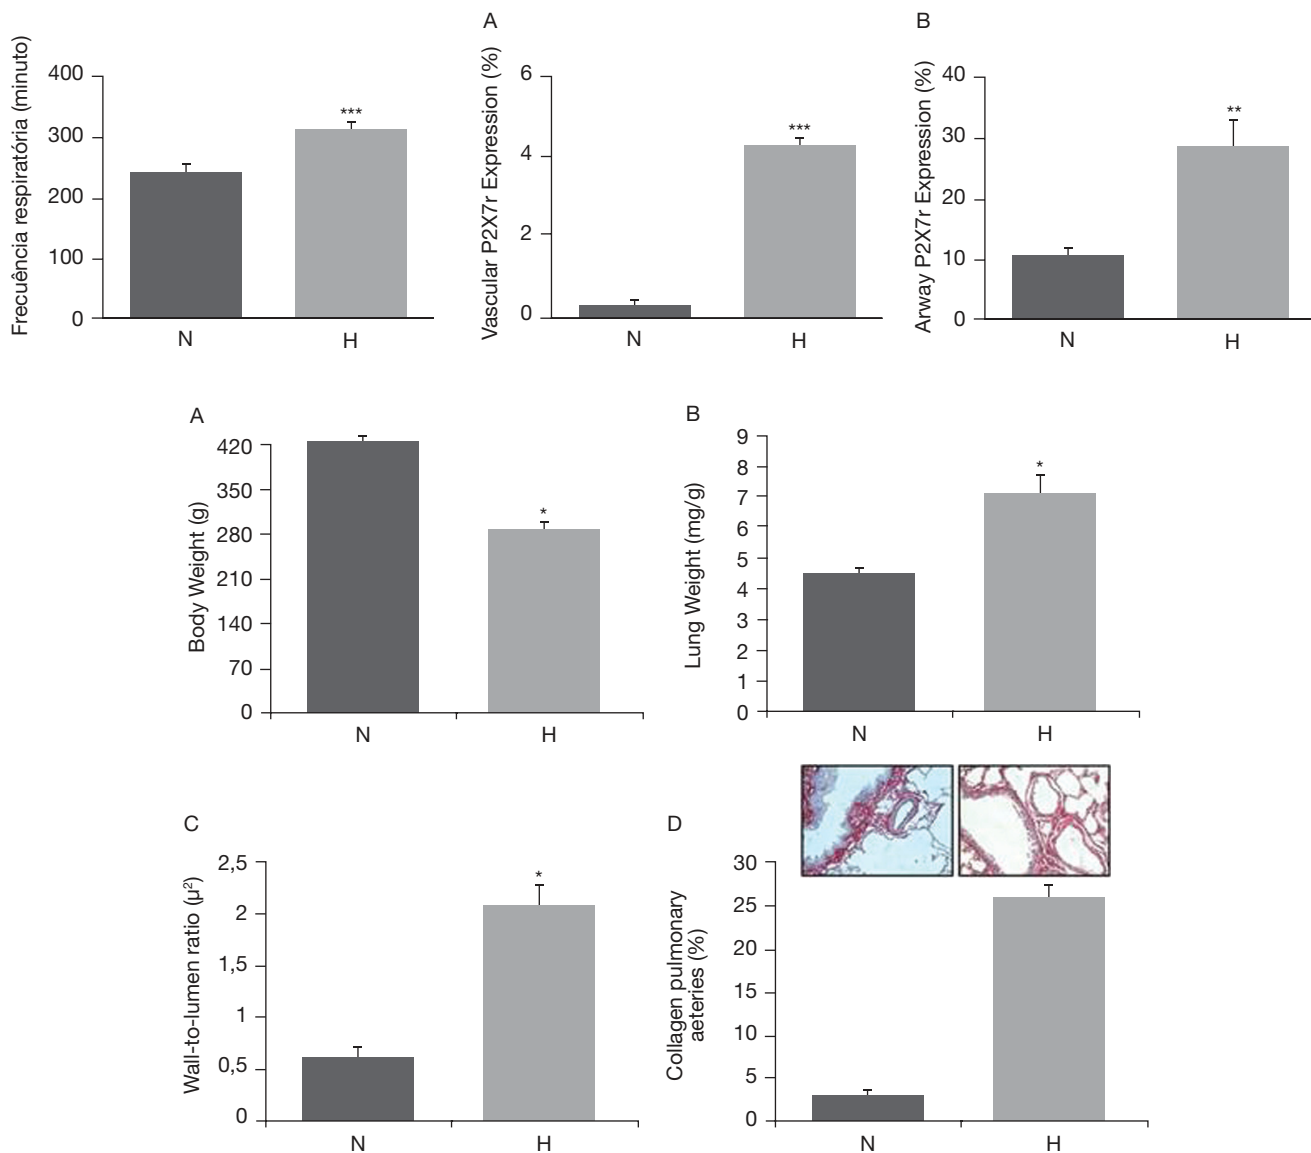 A
B
Frecuência respiratória (minuto)
400
300
200
100
0
***
N
H
Vascular P2X7r Expression (%)
6
4
2
0
***
N
H
Arway P2X7r Expression (%)
40
30
20
10
0
**
N
H
A
Body Weight (g)
420
350
280
210
140
70
0
*
N
H
B
Lung Weight (mg/g)
9
8
7
6
5
4
3
2
1
0
*
N
H
C
Wall-to-lumen ratio (µ²)
2,5
2
1,5
1
0,5
0
*
N
H
D
Collagen pulmonary
aeteries (%)
30
25
20
15
10
5
0
N
H